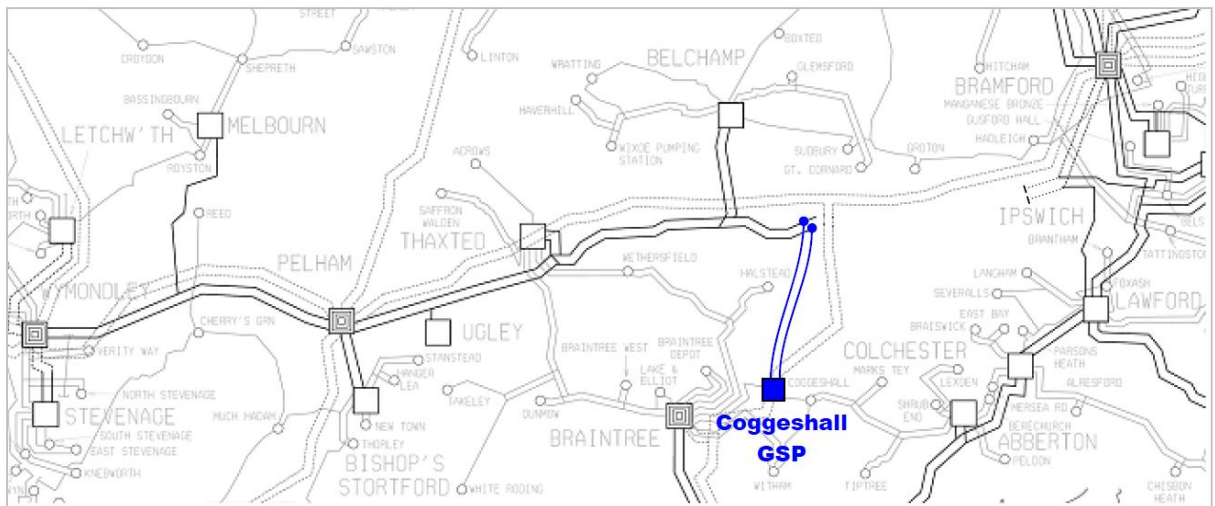 STREET
CROYDON
SAWSTON
SHEPRETH
LINTON
BOXTED
WRATTING
BELCHAMP
GLEMSFORD
HITCHAM
BRAMFORD
BASSINGBOURN
MANGANESE BRONZE
HAVERHILL
GUSFORD HALL
LETCHW'TH
MELBOURN
HADLEIGH
ROYSTON
ACROWS
WIXOE PUMPING
STATION
SUDBURY
GROTON
GT. CORNARD
SAFFRON
WALDEN
REED
THAXTED
IPSWICH
BRANTHAM
PELHAM
WETHERSFIELD
HALSTEAD
LANGHAM
FOXASH
SEVERALLS
LAWFORD
WYMONDLEY
CHERRY'S GRN
UGLEY
EAST BAY
BRAISWICK
VERITY WAY
STANSTEAD
BRAINTREE WEST
BRAINTREE
DEPOT
COLCHESTER
PARSONS
HEATH
HANGER
LEA
LAKE &
ELLIOT
COGGESHALL
MARKS TEY
LEXDEN
ALRESFORD
NORTH STEVENAGE
TAKELEY
DUNMOW
SHRUB
END
MERSEA RD
STEVENAGE
MUCH HADAM
NEW TOWN
BRAINTREE
Coggeshall
GSP
BERECHURCH
ABBERTON
SOUTH STEVENAGE
THORLEY
EAST STEVENAGE
BISHOP'S
STORTFORD
PELDON
KNEBWORTH
WHITE RODING
WITHAM
TIPTREE
CHISBON
HEATH